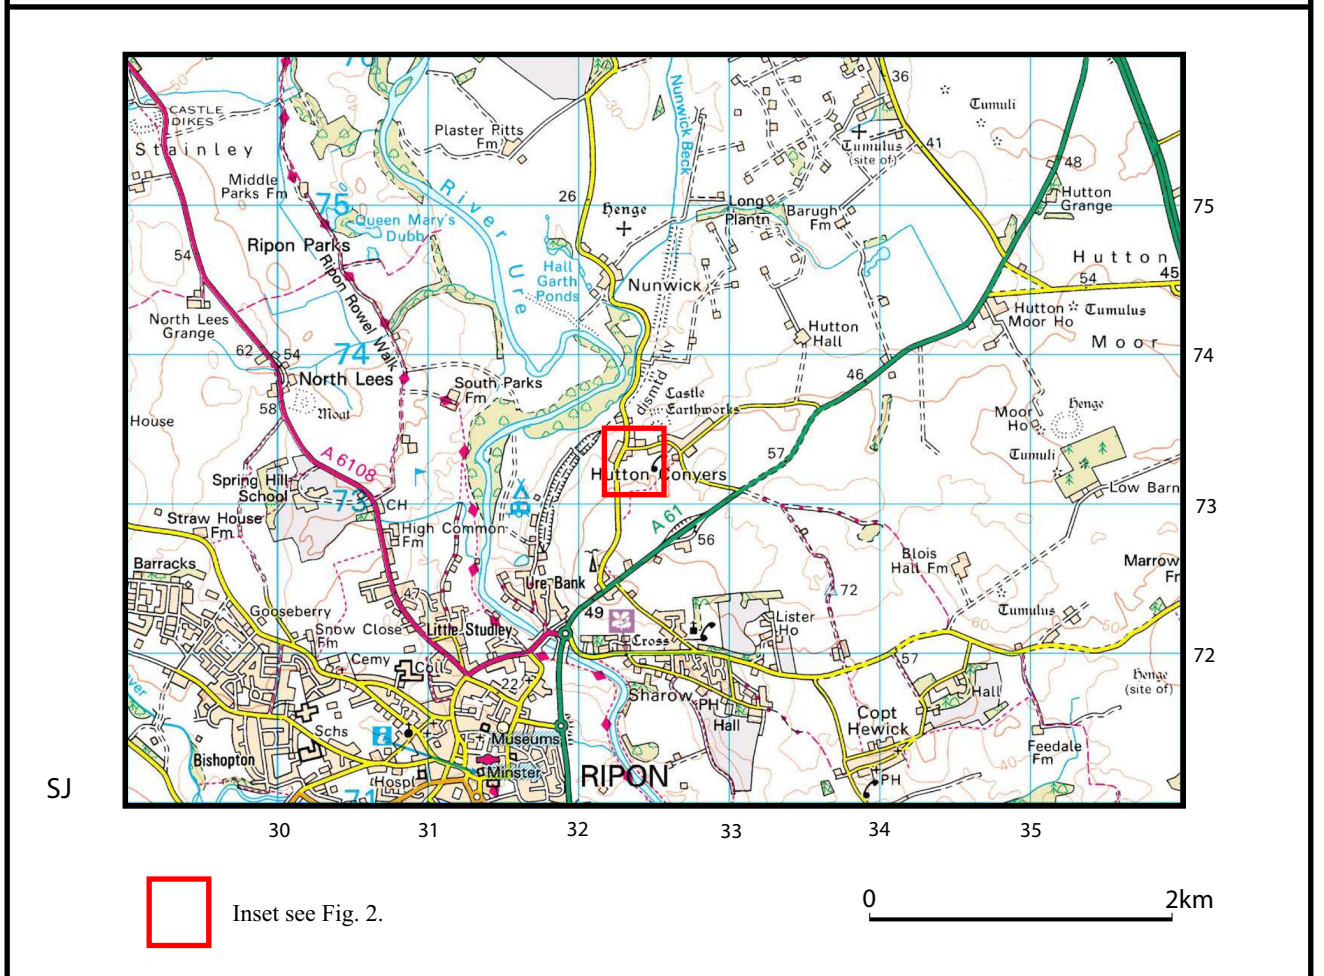 CASTLE
DIKES
Stainley
Middle
Parks Fm
75
Queen Mary's
Dubb
Ripon Parks
Ripon Rowel Walk
54
North Lees
Grange
62
54
74
North Lees
58
Moat
House
A 6108
Spring Hill
School
73
CH
High Common
Fm
Straw House
Fm
Barracks
Gooseberry
47
Snow Close
Fm
Little Studley
Cemy
Coll
22
Schs
Bishopton
Hospl
71
Museums
Minster
RIPON
Plaster Pitts
Fm
River
Ure
26
30
Henge
Hall
Garth
Ponds
Nunwick
Nunwick Beck
South Parks
Fm
dismtd rly
Castle
Earthworks
Hutton Conyers
A 61
56
57
Ure Bank
49
Cross
Sharow
PH
Hall
Lister
Ho
36
Tumuli
Tumulus
(site of)
41
48
Hutton
Grange
Long
Plantn
Barugh
Fm
Hutton
54
45
Hutton
Moor Ho
Tumulus
Moor
Hutton
Hall
46
Moor
Ho
Henge
Tumuli
Low Barn
Blois
Hall Fm
Marrow
Fr
72
Tumulus
60
50
57
Henge
(site of)
Hall
Copt
Hewick
Feedale
Fm
40
PH
75
74
73
72
SJ
30
31
32
33
34
35
Inset see Fig. 2.
0
2km